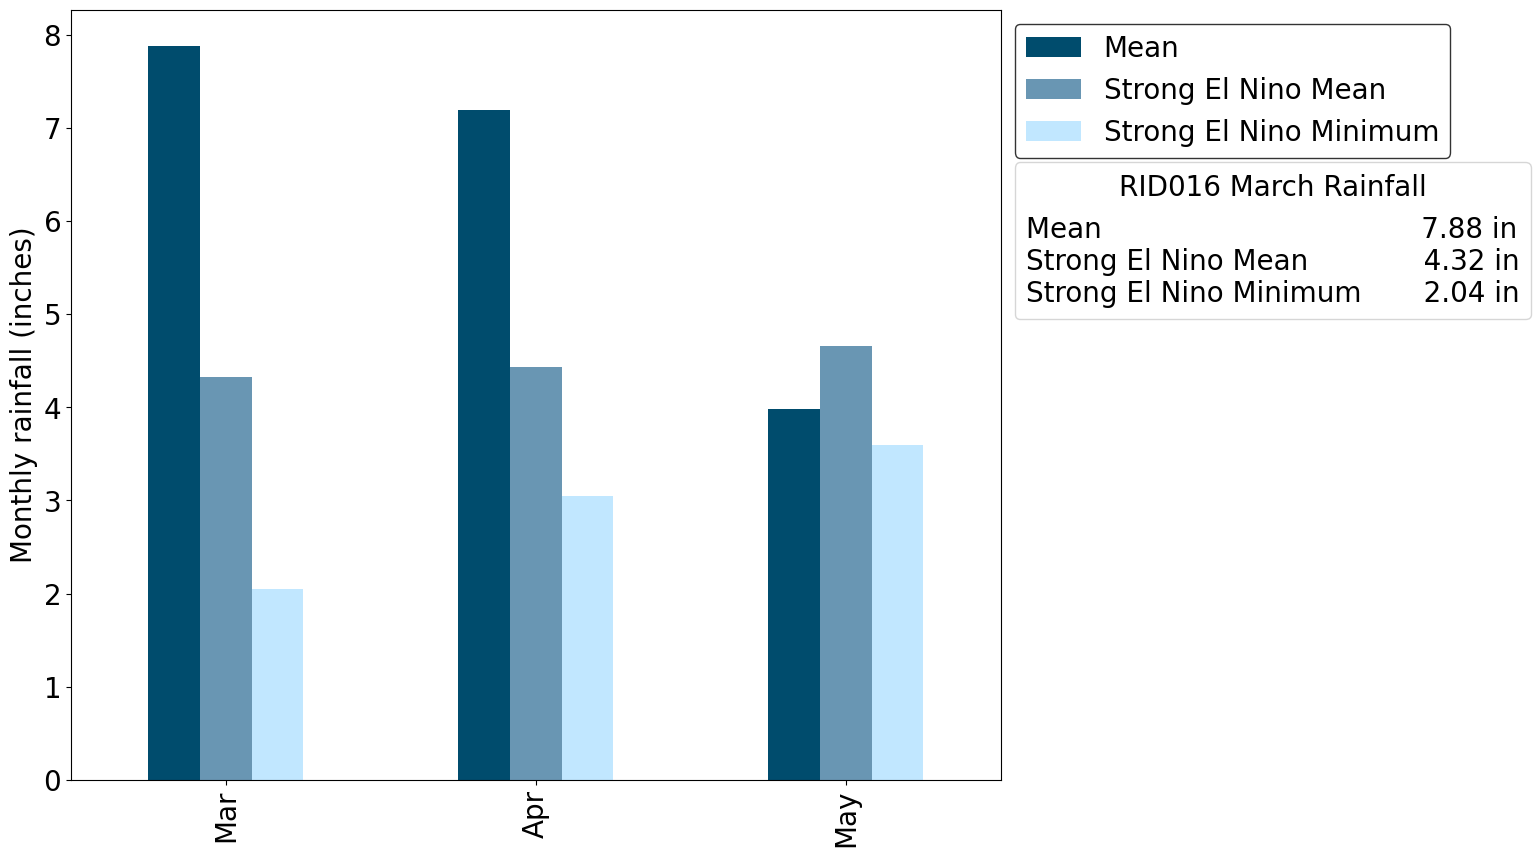 Monthly rainfall (inches)
8
7
6
5
4
3
2
1
0
Mar
Apr
May
Mean
Strong El Nino Mean
Strong El Nino Minimum
RID016 March Rainfall
Mean 7.88 in
Strong El Nino Mean 4.32 in
Strong El Nino Minimum 2.04 in